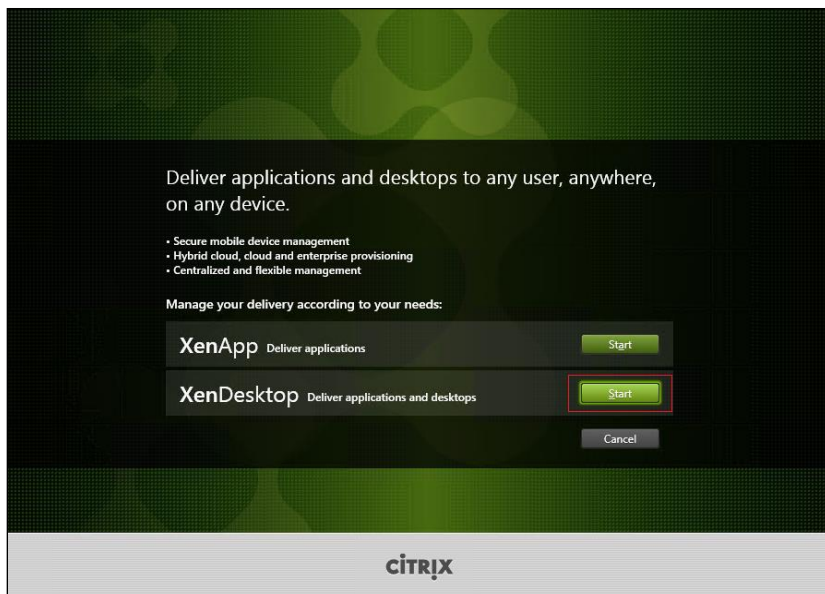 Deliver applications and desktops to any user, anywhere,
on any device.
• Secure mobile device management
• Hybrid cloud, cloud and enterprise provisioning
• Centralized and flexible management
Manage your delivery according to your needs:
XenApp Deliver applications Start
XenDesktop Deliver applications and desktops Start
Cancel
CITRIX